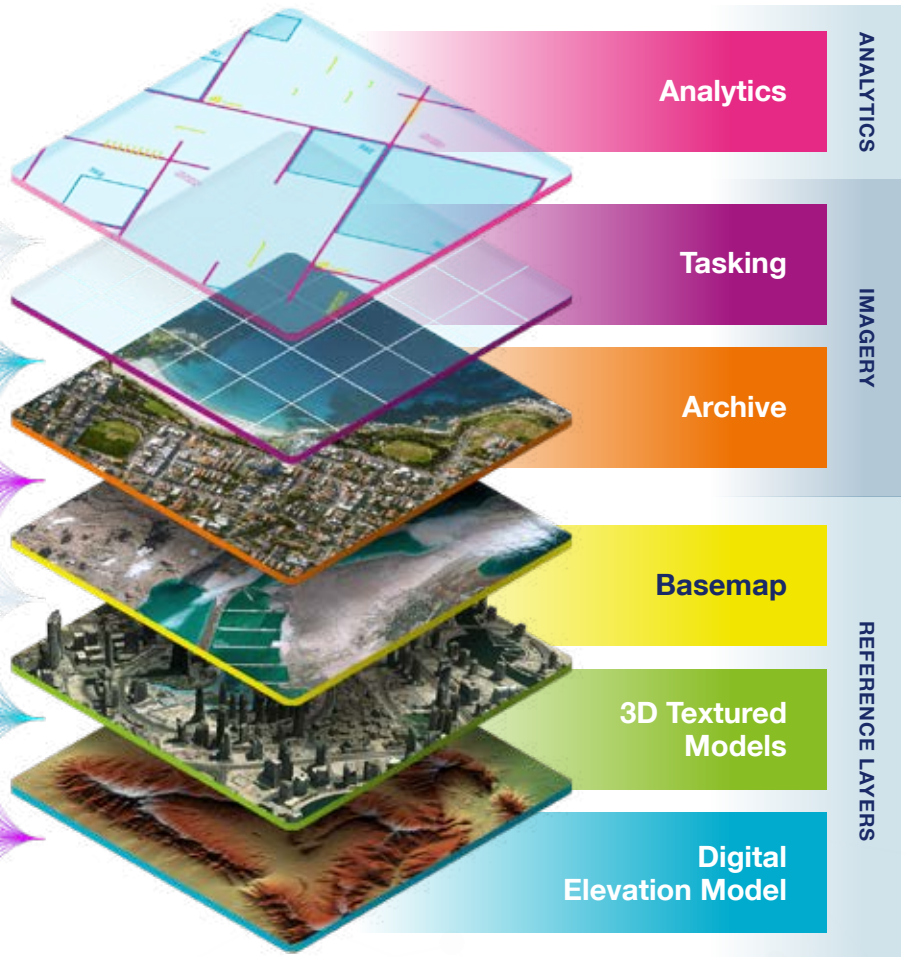 ANALYTICS
Analytics
IMAGERY
Tasking
Archive
REFERENCE LAYERS
Basemap
3D Textured
Models
Digital
Elevation Model